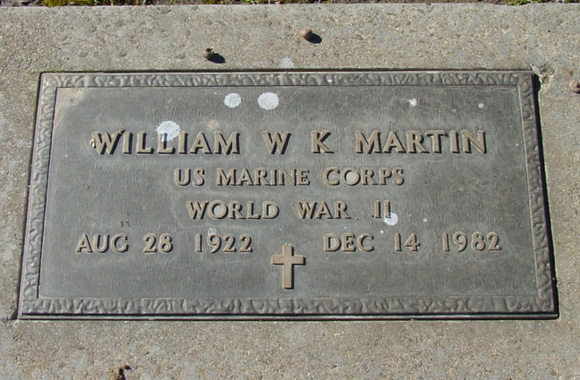 WILLIAM W K MARTIN
US MARINE CORPS
WORLD WAR II
AUG 28 1922 DEC 14 1982